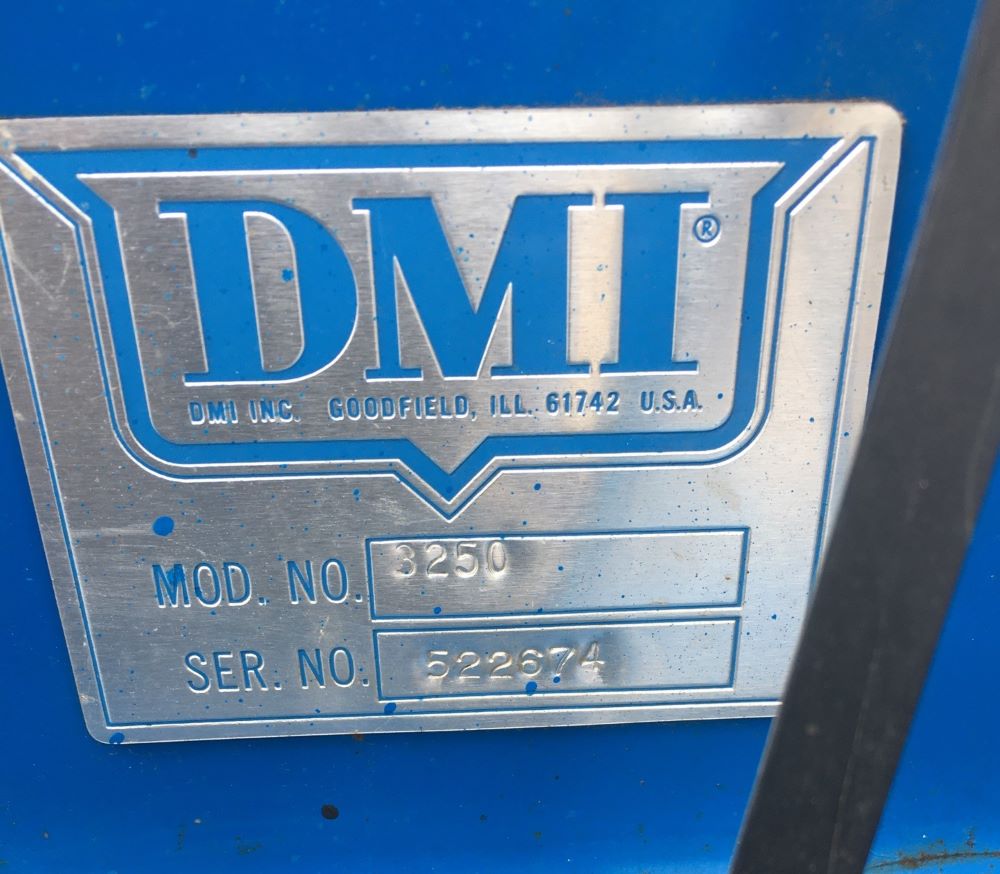 DMI®
DMI INC. GOODFIELD, ILL. 61742 U.S.A.
MOD. NO. 3250
SER. NO. 522674